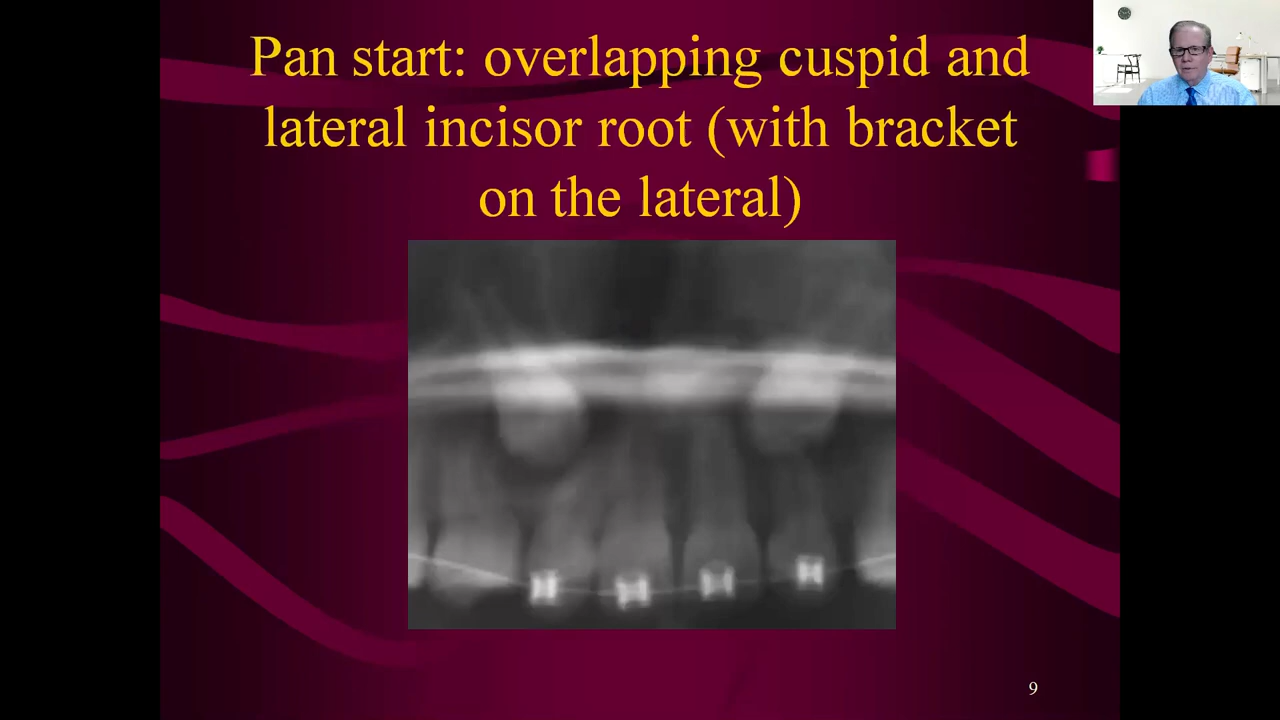 Pan start: overlapping cuspid and
lateral incisor root (with bracket
on the lateral)
9